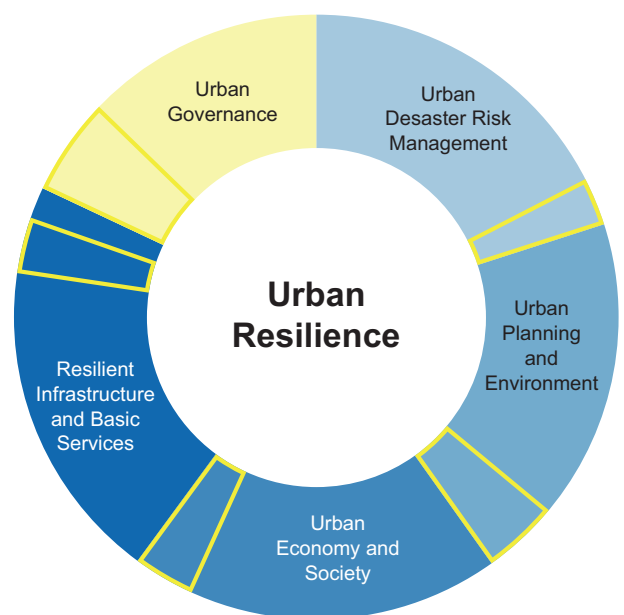 Urban
Governance
Urban
Desaster Risk
Management
Urban
Planning
and
Environment
Urban
Economy and
Society
Resilient
Infrastructure
and Basic
Services
Urban
Resilience